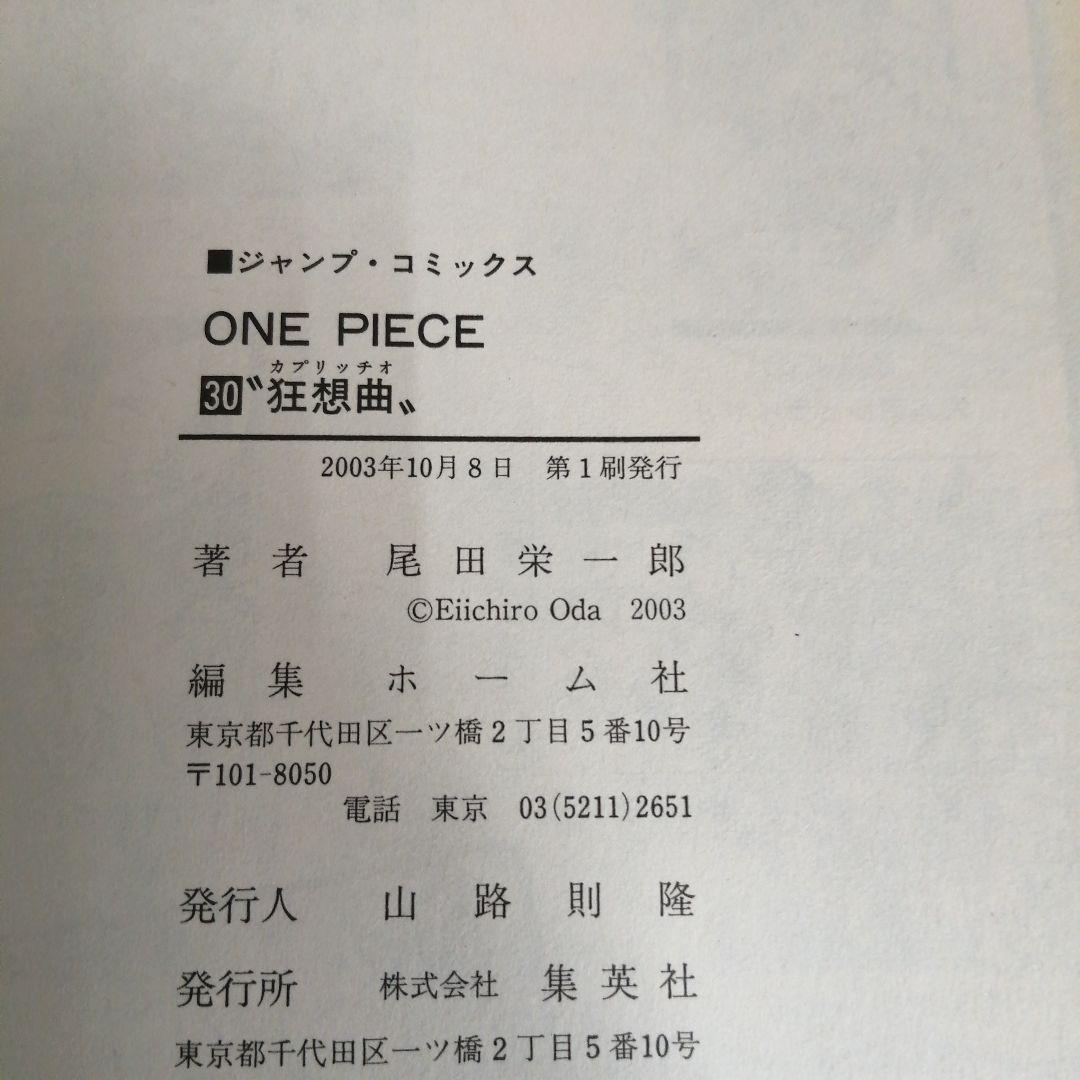 ■ジャンプ・コミックス
ONE PIECE
カプリッチオ
30〝狂想曲〟
2003年10月8日 第1刷発行
著者 尾田栄一郎
©Eiichiro Oda 2003
編集 ホーム社
東京都千代田区一ツ橋2丁目5番10号
〒101-8050
電話 東京 03(5211)2651
発行人 山路則隆
発行所 株式会社 集英社
東京都千代田区一ツ橋2丁目5番10号